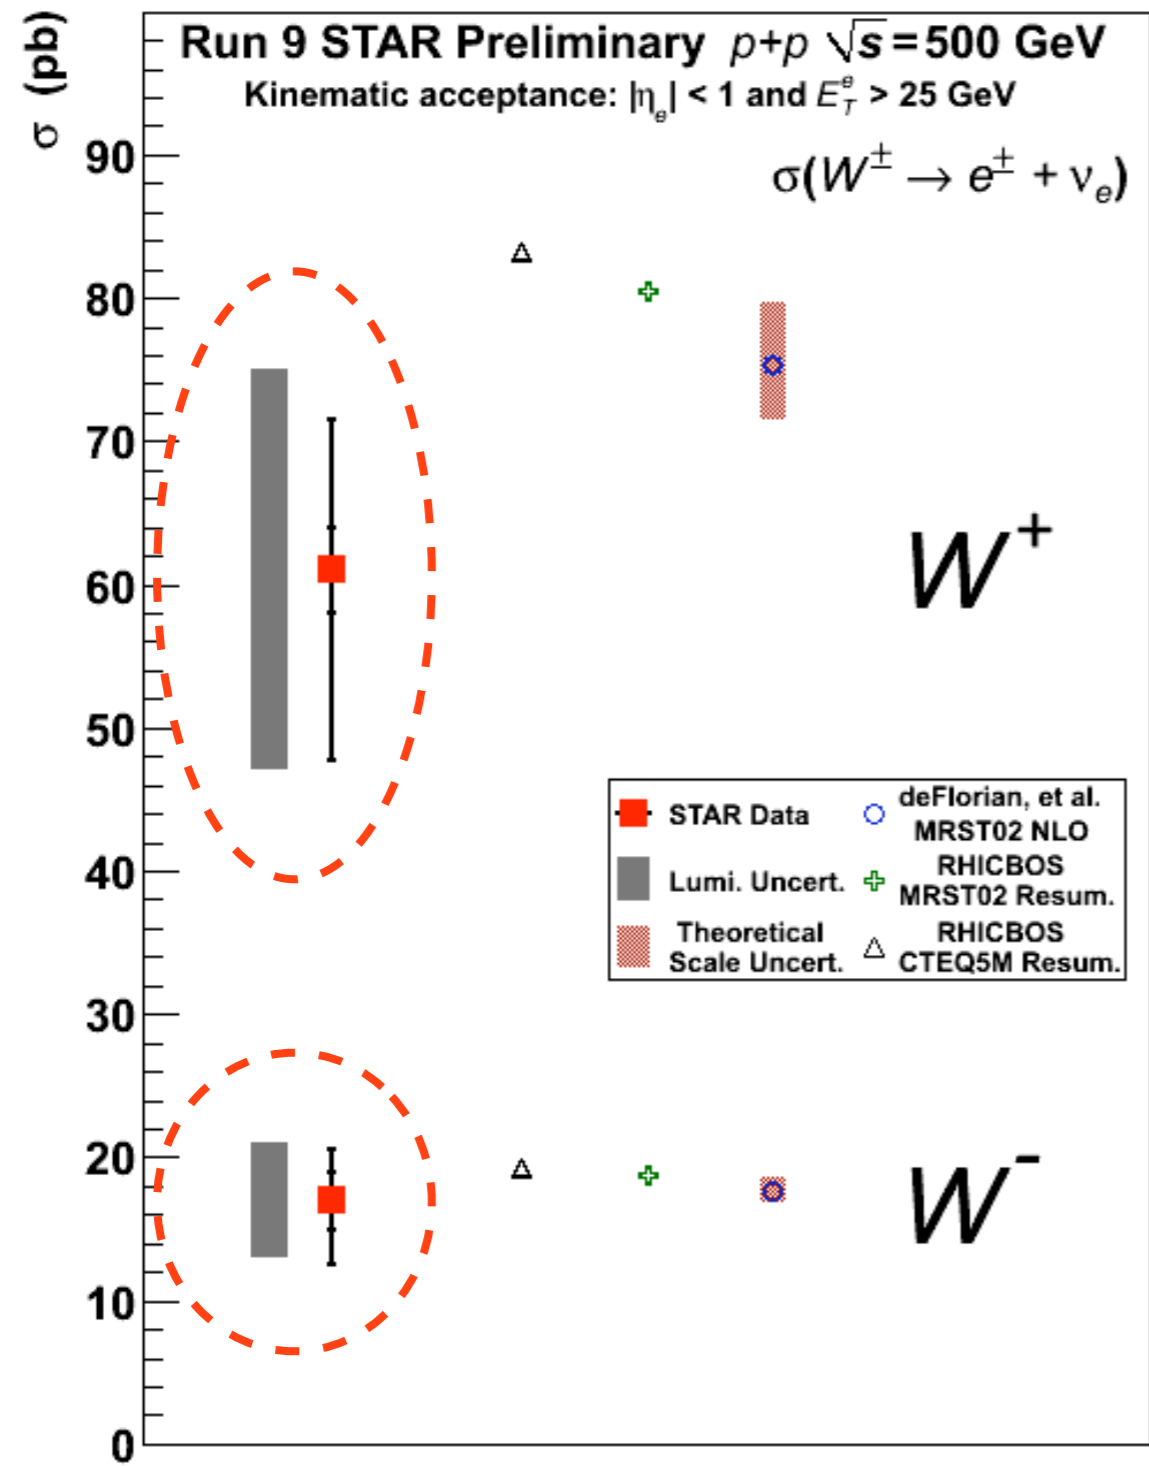 σ (pb)
Run 9 STAR Preliminary p+p √s = 500 GeV
Kinematic acceptance: |ηₑ| < 1 and E_T^e > 25 GeV
σ(W± → e± + νₑ)
90
80
70
60
50
40
30
20
10
0
W⁺
STAR Data
Lumi. Uncert.
Theoretical
Scale Uncert.
deFlorian, et al.
MRST02 NLO
RHICBOS
MRST02 Resum.
RHICBOS
CTEQ5M Resum.
W⁻